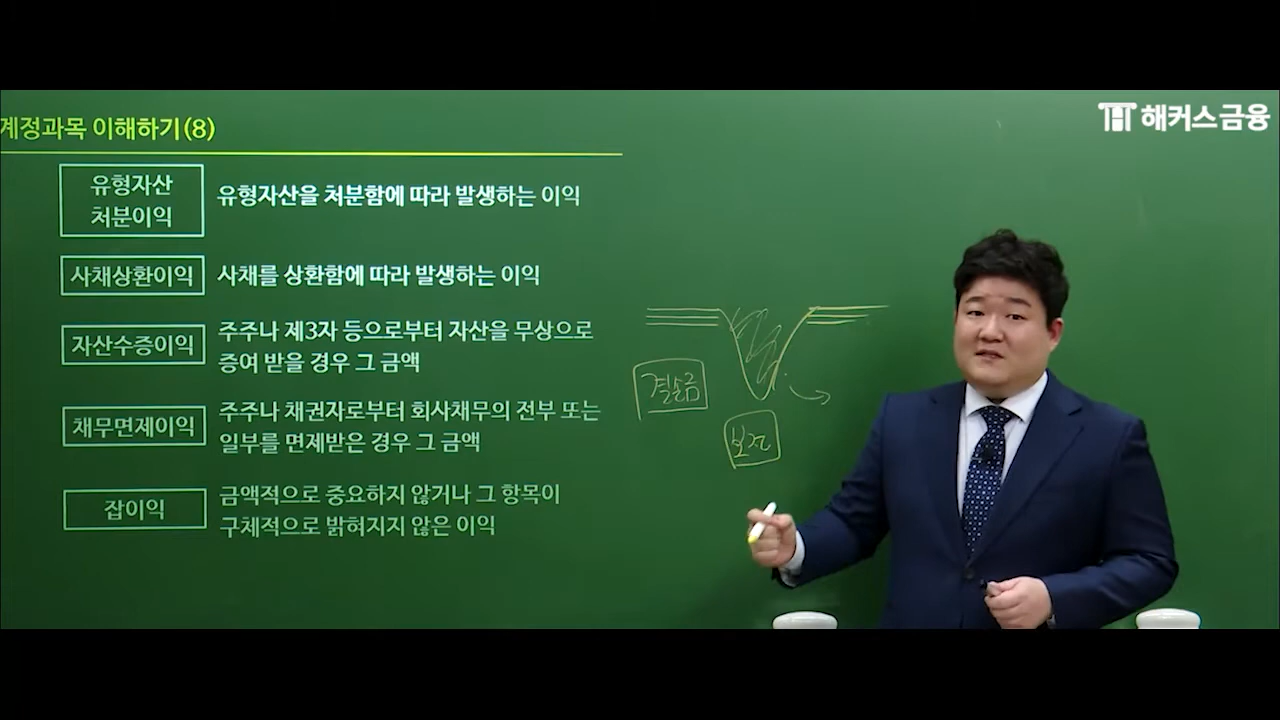 계정과목 이해하기(8)
해커스금융
유형자산
처분이익
유형자산을 처분함에 따라 발생하는 이익
사채상환이익
사채를 상환함에 따라 발생하는 이익
자산수증이익
주주나 제3자 등으로부터 자산을 무상으로
증여 받을 경우 그 금액
채무면제이익
주주나 채권자로부터 회사채무의 전부 또는
일부를 면제받은 경우 그 금액
잡이익
금액적으로 중요하지 않거나 그 항목이
구체적으로 밝혀지지 않은 이익
결손금
보전